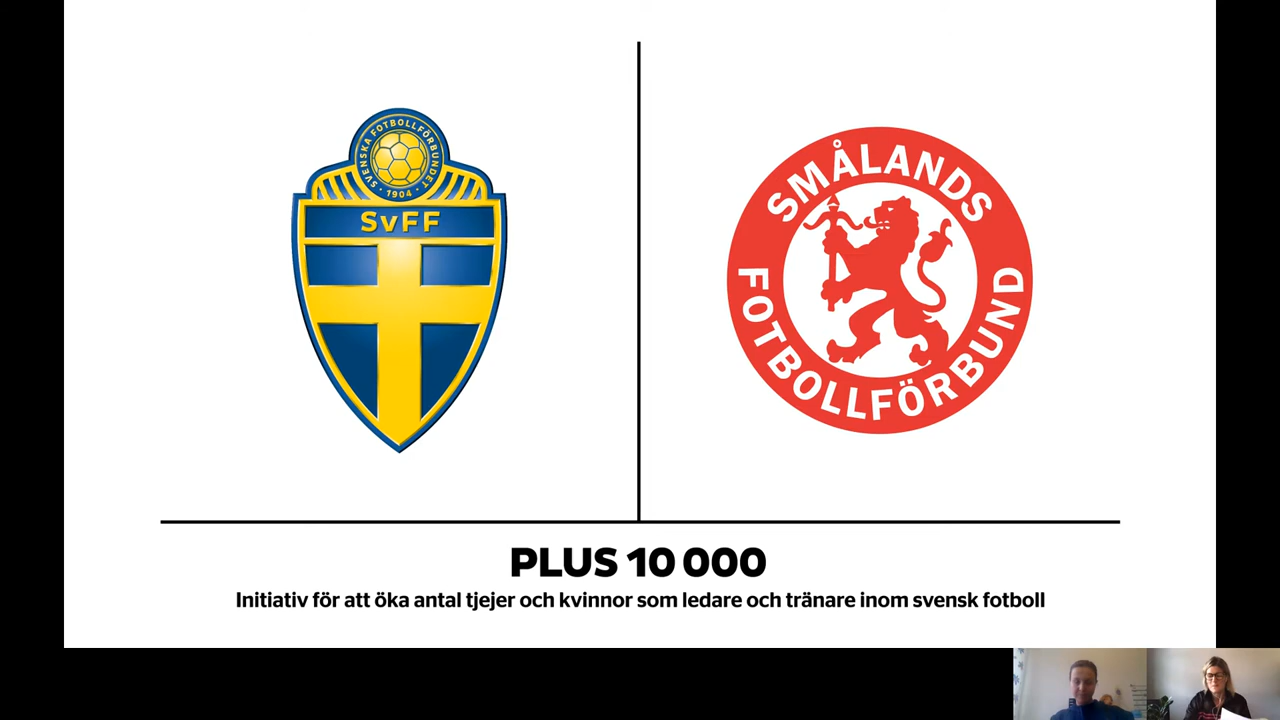 SVENSKA FOTBOLLFÖRBUNDET
· 1904 ·
SvFF
SMÅLANDS
FOTBOLLFÖRBUND
PLUS 10 000
Initiativ för att öka antal tjejer och kvinnor som ledare och tränare inom svensk fotboll